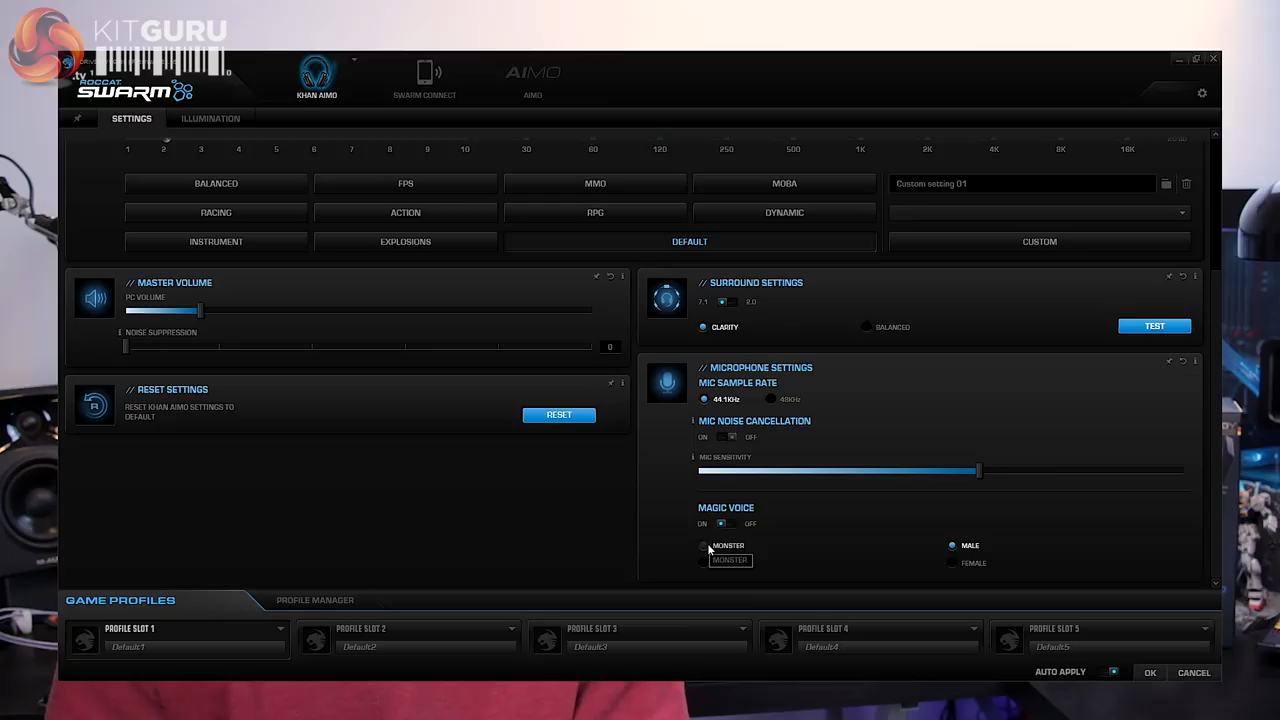 KITGURU
.tv
ROCCAT
SWARM
KHAN AIMO
SWARM CONNECT
AIMO
AIMO
SETTINGS
ILLUMINATION
1 2 3 4 5 6 7 8 9 10 30 60 120 250 500 1K 2K 4K 8K 16K
BALANCED FPS MMO MOBA Custom setting 01
RACING ACTION RPG DYNAMIC
INSTRUMENT EXPLOSIONS DEFAULT CUSTOM
// MASTER VOLUME
PC VOLUME
NOISE SUPPRESSION
0
// SURROUND SETTINGS
7.1 2.0
CLARITY BALANCED
TEST
// RESET SETTINGS
RESET KHAN AIMO SETTINGS TO
DEFAULT
RESET
// MICROPHONE SETTINGS
MIC SAMPLE RATE
44.1KHz 48KHz
MIC NOISE CANCELLATION
ON OFF
MIC SENSITIVITY
MAGIC VOICE
ON OFF
MONSTER MALE
MONSTER FEMALE
GAME PROFILES PROFILE MANAGER
PROFILE SLOT 1 PROFILE SLOT 2 PROFILE SLOT 3 PROFILE SLOT 4 PROFILE SLOT 5
Default1 Default2 Default3 Default4 Default5
AUTO APPLY OK CANCEL